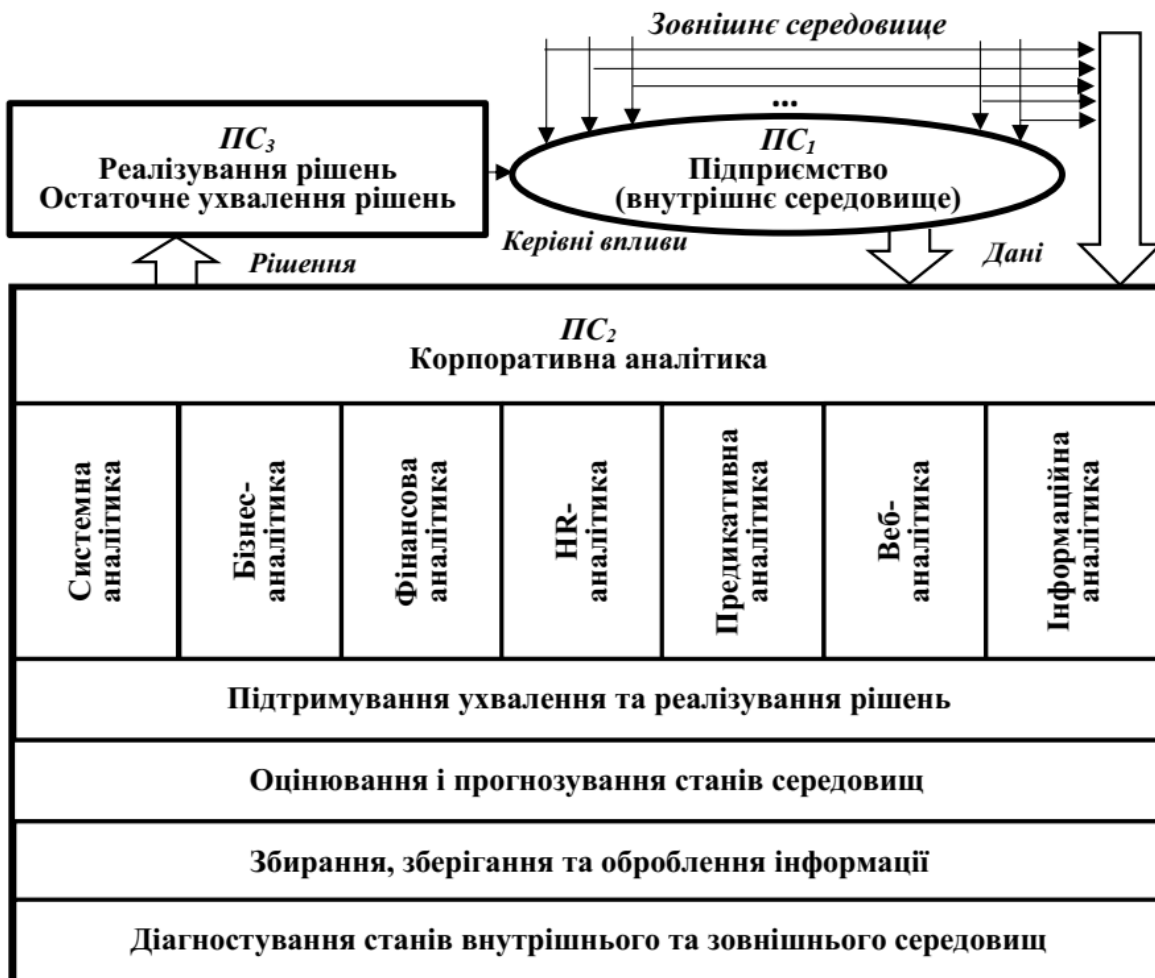 Зовнішнє середовище
...
ПС₃
Реалізування рішень
Остаточне ухвалення рішень
ПС₁
Підприємство
(внутрішнє середовище)
Керівні впливи
Рішення
Дані
ПС₂
Корпоративна аналітика
Системна
аналітика
Бізнес-
аналітика
Фінансова
аналітика
HR-
аналітика
Предикативна
аналітика
Веб-
аналітика
Інформаційна
аналітика
Підтримування ухвалення та реалізування рішень
Оцінювання і прогнозування станів середовищ
Збирання, зберігання та оброблення інформації
Діагностування станів внутрішнього та зовнішнього середовищ